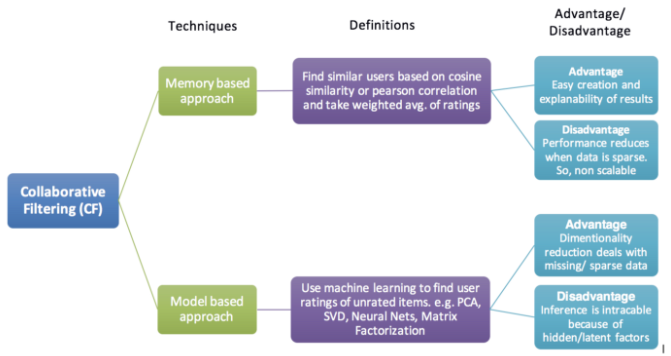 Techniques
Definitions
Advantage/
Disadvantage
Memory based
approach
Find similar users based on cosine
similarity or pearson correlation
and take weighted avg. of ratings
Advantage
Easy creation and
explanability of results
Disadvantage
Performance reduces
when data is sparse.
So, non scalable
Collaborative
Filtering (CF)
Model based
approach
Use machine learning to find user
ratings of unrated items. e.g. PCA,
SVD, Neural Nets, Matrix
Factorization
Advantage
Dimentionality
reduction deals with
missing/ sparse data
Disadvantage
Inference is intracable
because of
hidden/latent factors